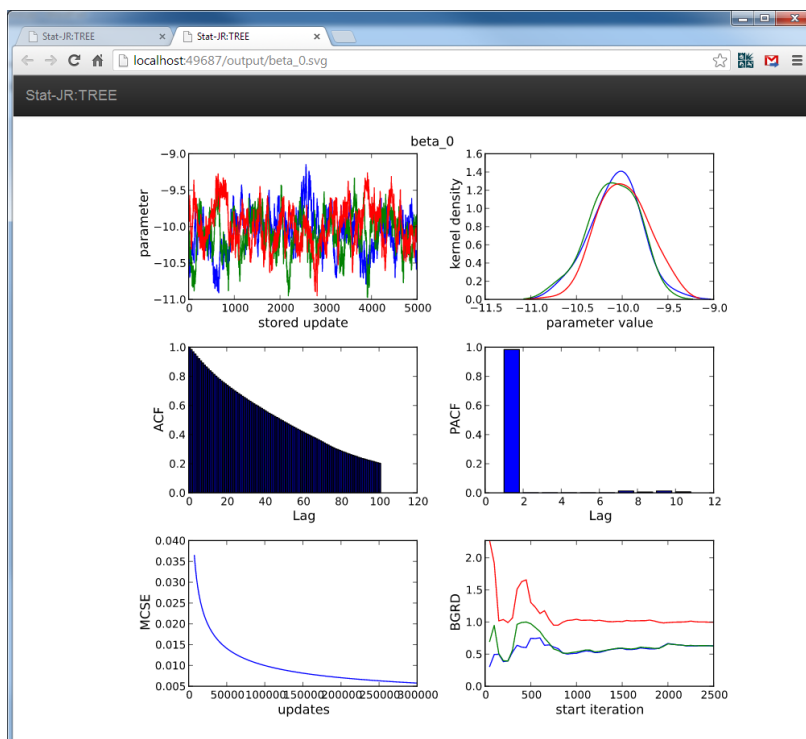 Stat-JR:TREE
Stat-JR:TREE
localhost:49687/output/beta_0.svg
Stat-JR:TREE
beta_0
−9.0
−9.5
−10.0
−10.5
−11.0
parameter
0 1000 2000 3000 4000 5000
stored update
1.6
1.4
1.2
1.0
0.8
0.6
0.4
0.2
0.0
kernel density
−11.5 −11.0 −10.5 −10.0 −9.5 −9.0
parameter value
1.0
0.8
0.6
0.4
0.2
0.0
ACF
0 20 40 60 80 100 120
Lag
1.0
0.8
0.6
0.4
0.2
0.0
PACF
0 2 4 6 8 10 12
Lag
0.040
0.035
0.030
0.025
0.020
0.015
0.010
0.005
MCSE
0 50000 100000 150000 200000 250000 300000
updates
2.0
1.5
1.0
0.5
0.0
BGRD
0 500 1000 1500 2000 2500
start iteration